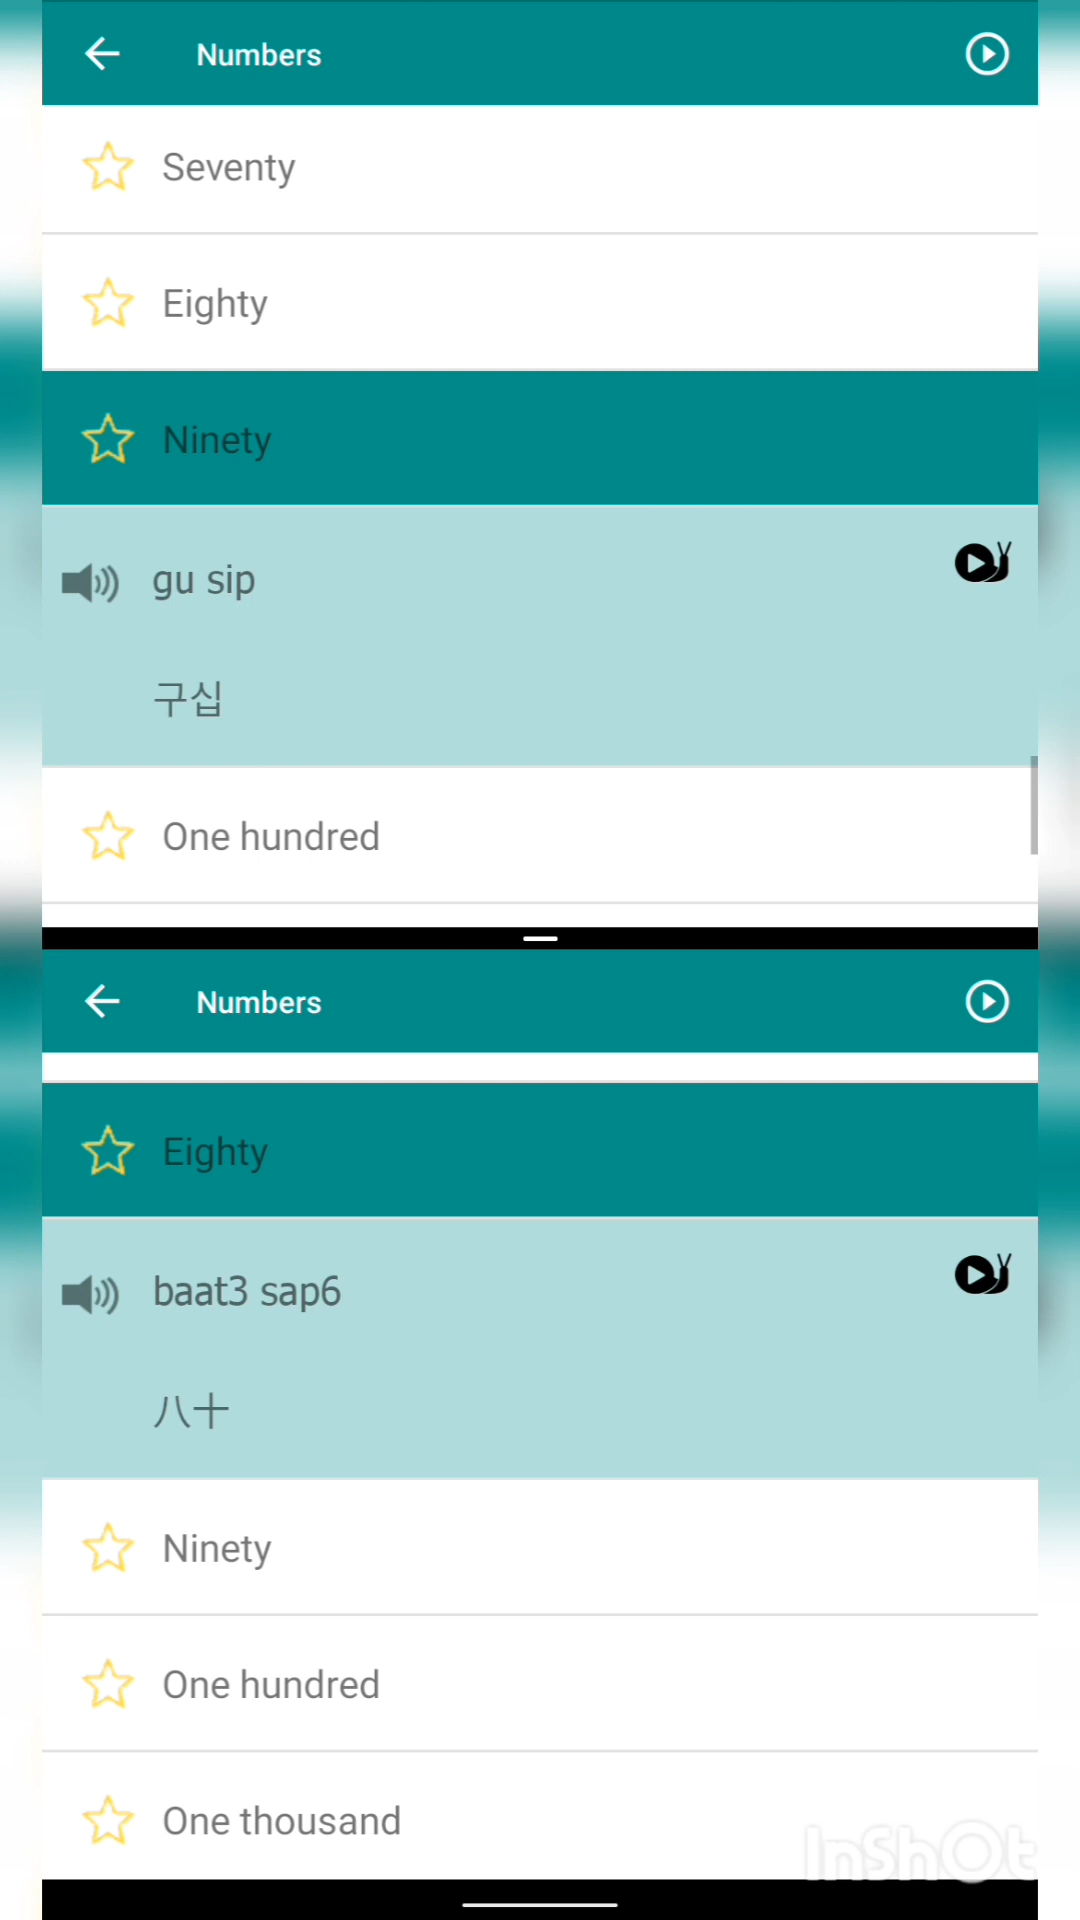 Numbers
Seventy
Eighty
Ninety
gu sip
구십
One hundred
Numbers
Eighty
baat3 sap6
八十
Ninety
One hundred
One thousand
InShOt